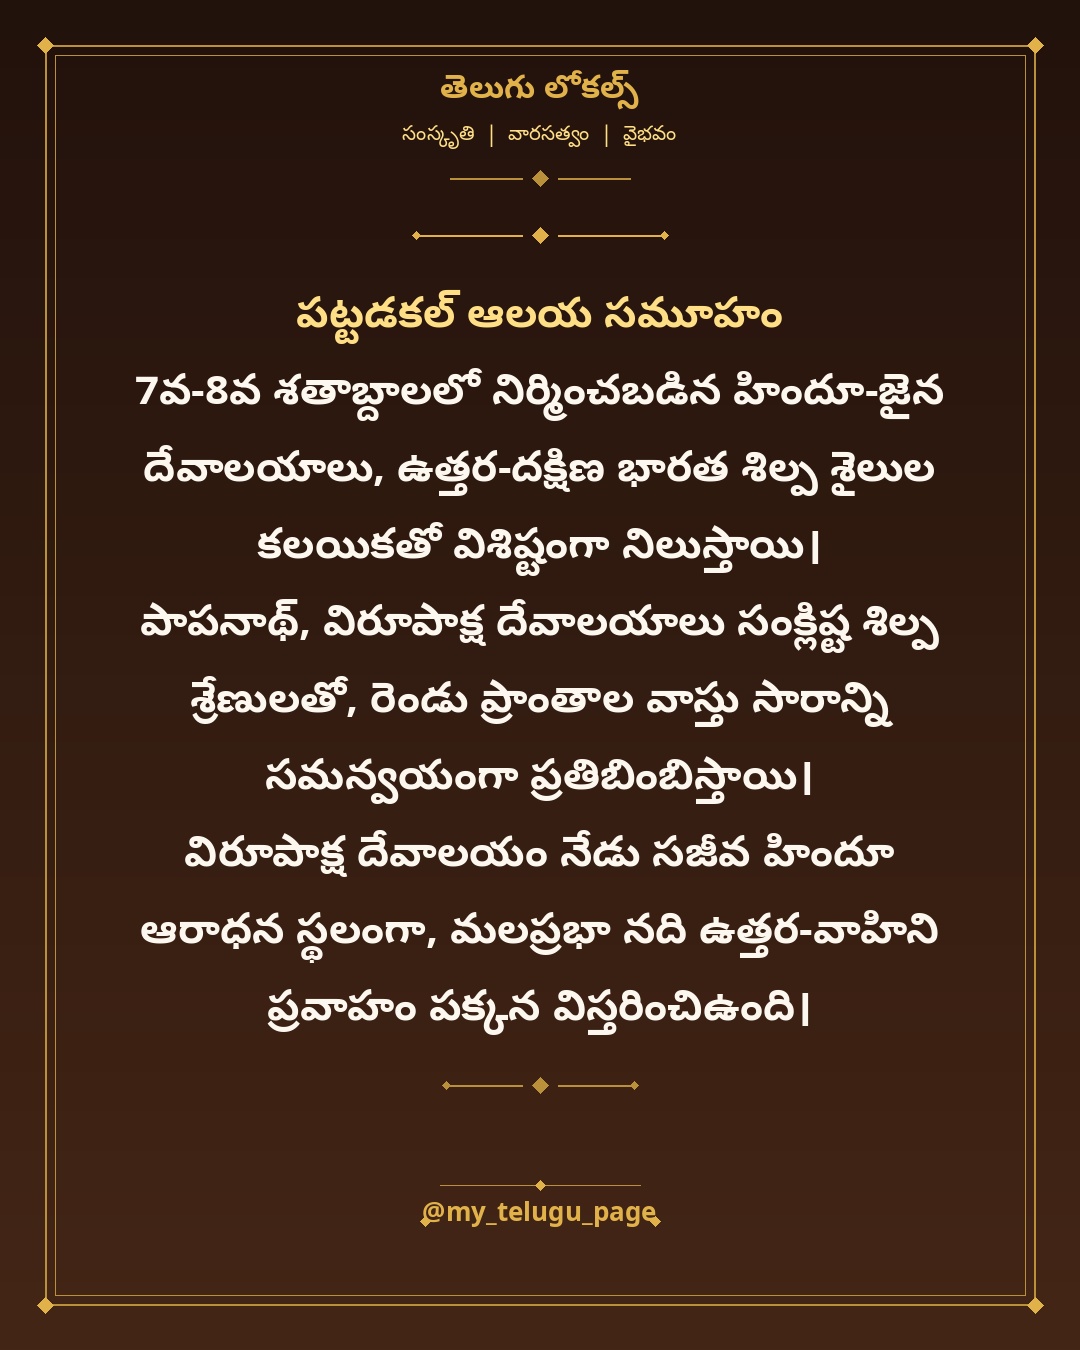 తెలుగు లోకల్స్
సంస్కృతి | వారసత్వం | వైభవం
పట్టడకల్ ఆలయ సమూహం
7వ-8వ శతాబ్దాలలో నిర్మించబడిన హిందూ-జైన
దేవాలయాలు, ఉత్తర-దక్షిణ భారత శిల్ప శైలుల
కలయికతో విశిష్టంగా నిలుస్తాయి|
పాపనాథ్, విరూపాక్ష దేవాలయాలు సంక్లిష్ట శిల్ప
శ్రేణులతో, రెండు ప్రాంతాల వాస్తు సారాన్ని
సమన్వయంగా ప్రతిబింబిస్తాయి|
విరూపాక్ష దేవాలయం నేడు సజీవ హిందూ
ఆరాధన స్థలంగా, మలప్రభా నది ఉత్తర-వాహిని
ప్రవాహం పక్కన విస్తరించిఉంది|
@my_telugu_page